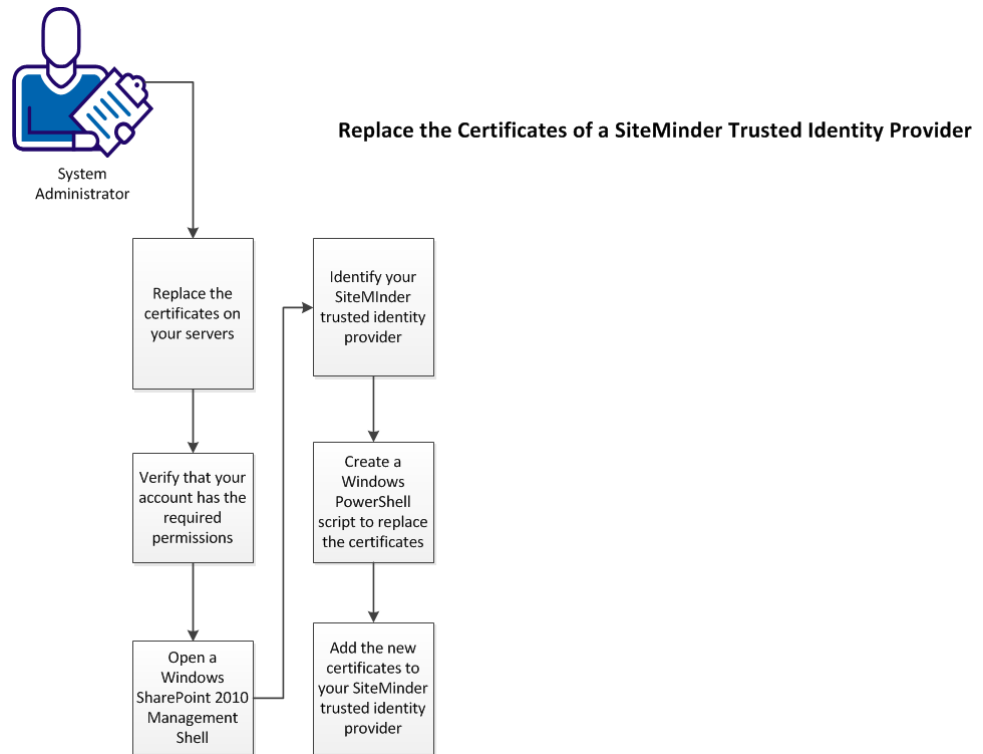 Replace the Certificates of a SiteMinder Trusted Identity Provider
System
Administrator
Replace the
certificates on
your servers
Verify that your
account has the
required
permissions
Open a
Windows
SharePoint 2010
Management
Shell
Identify your
SiteMInder
trusted identity
provider
Create a
Windows
PowerShell
script to replace
the certificates
Add the new
certificates to
your SiteMinder
trusted identity
provider